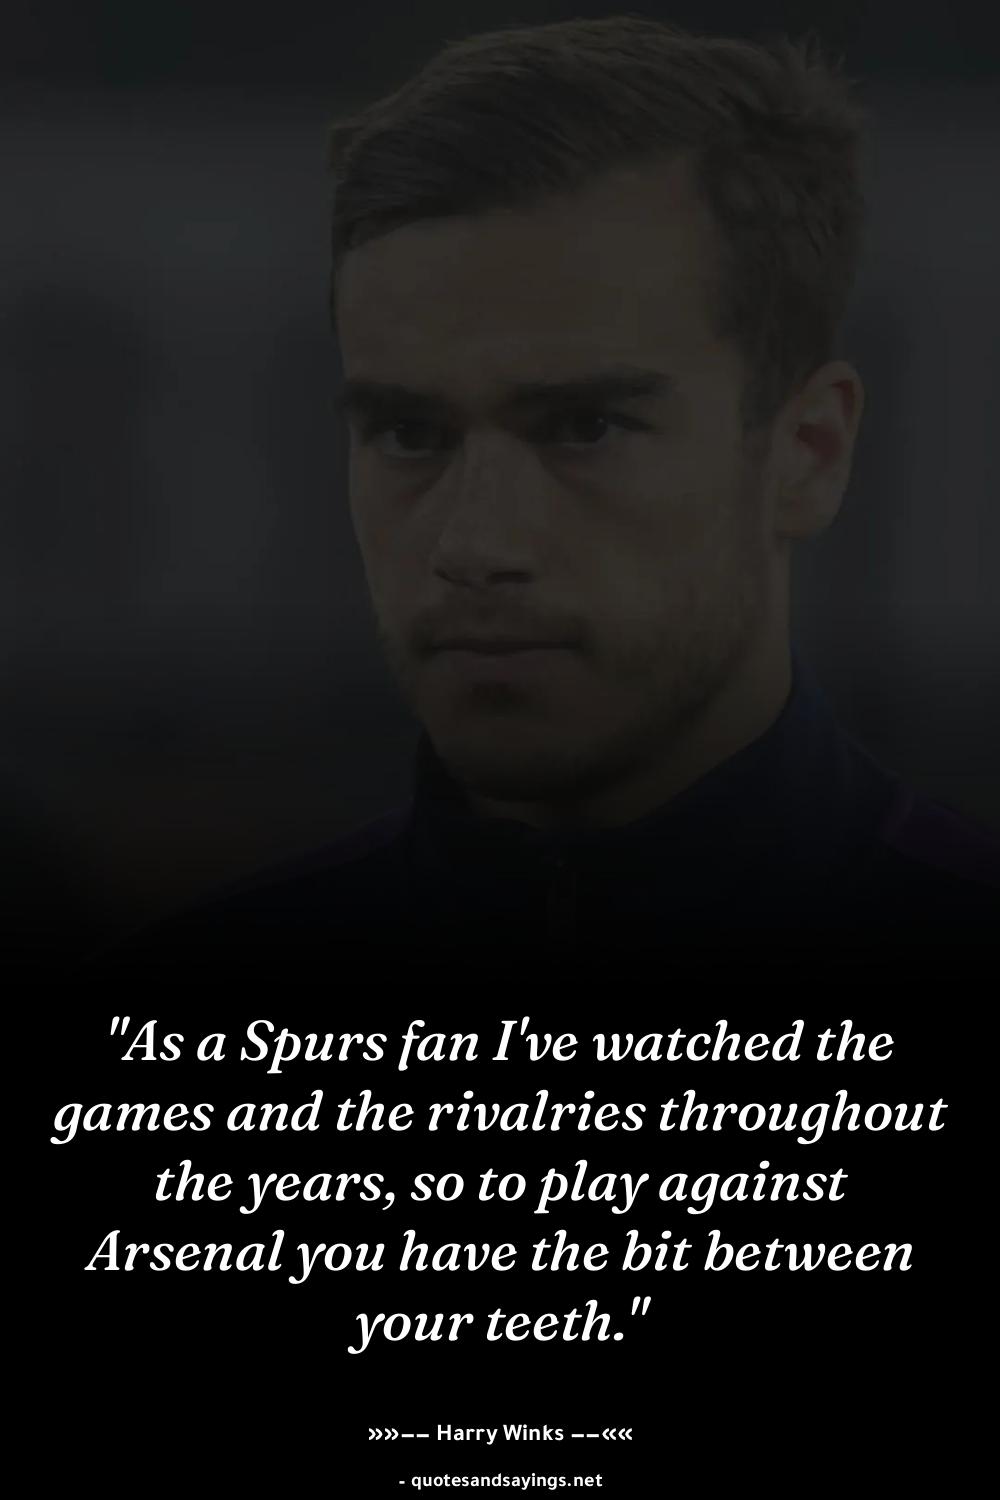 "As a Spurs fan I've watched the
games and the rivalries throughout
the years, so to play against
Arsenal you have the bit between
your teeth."
»»–– Harry Winks ––««
- quotesandsayings.net